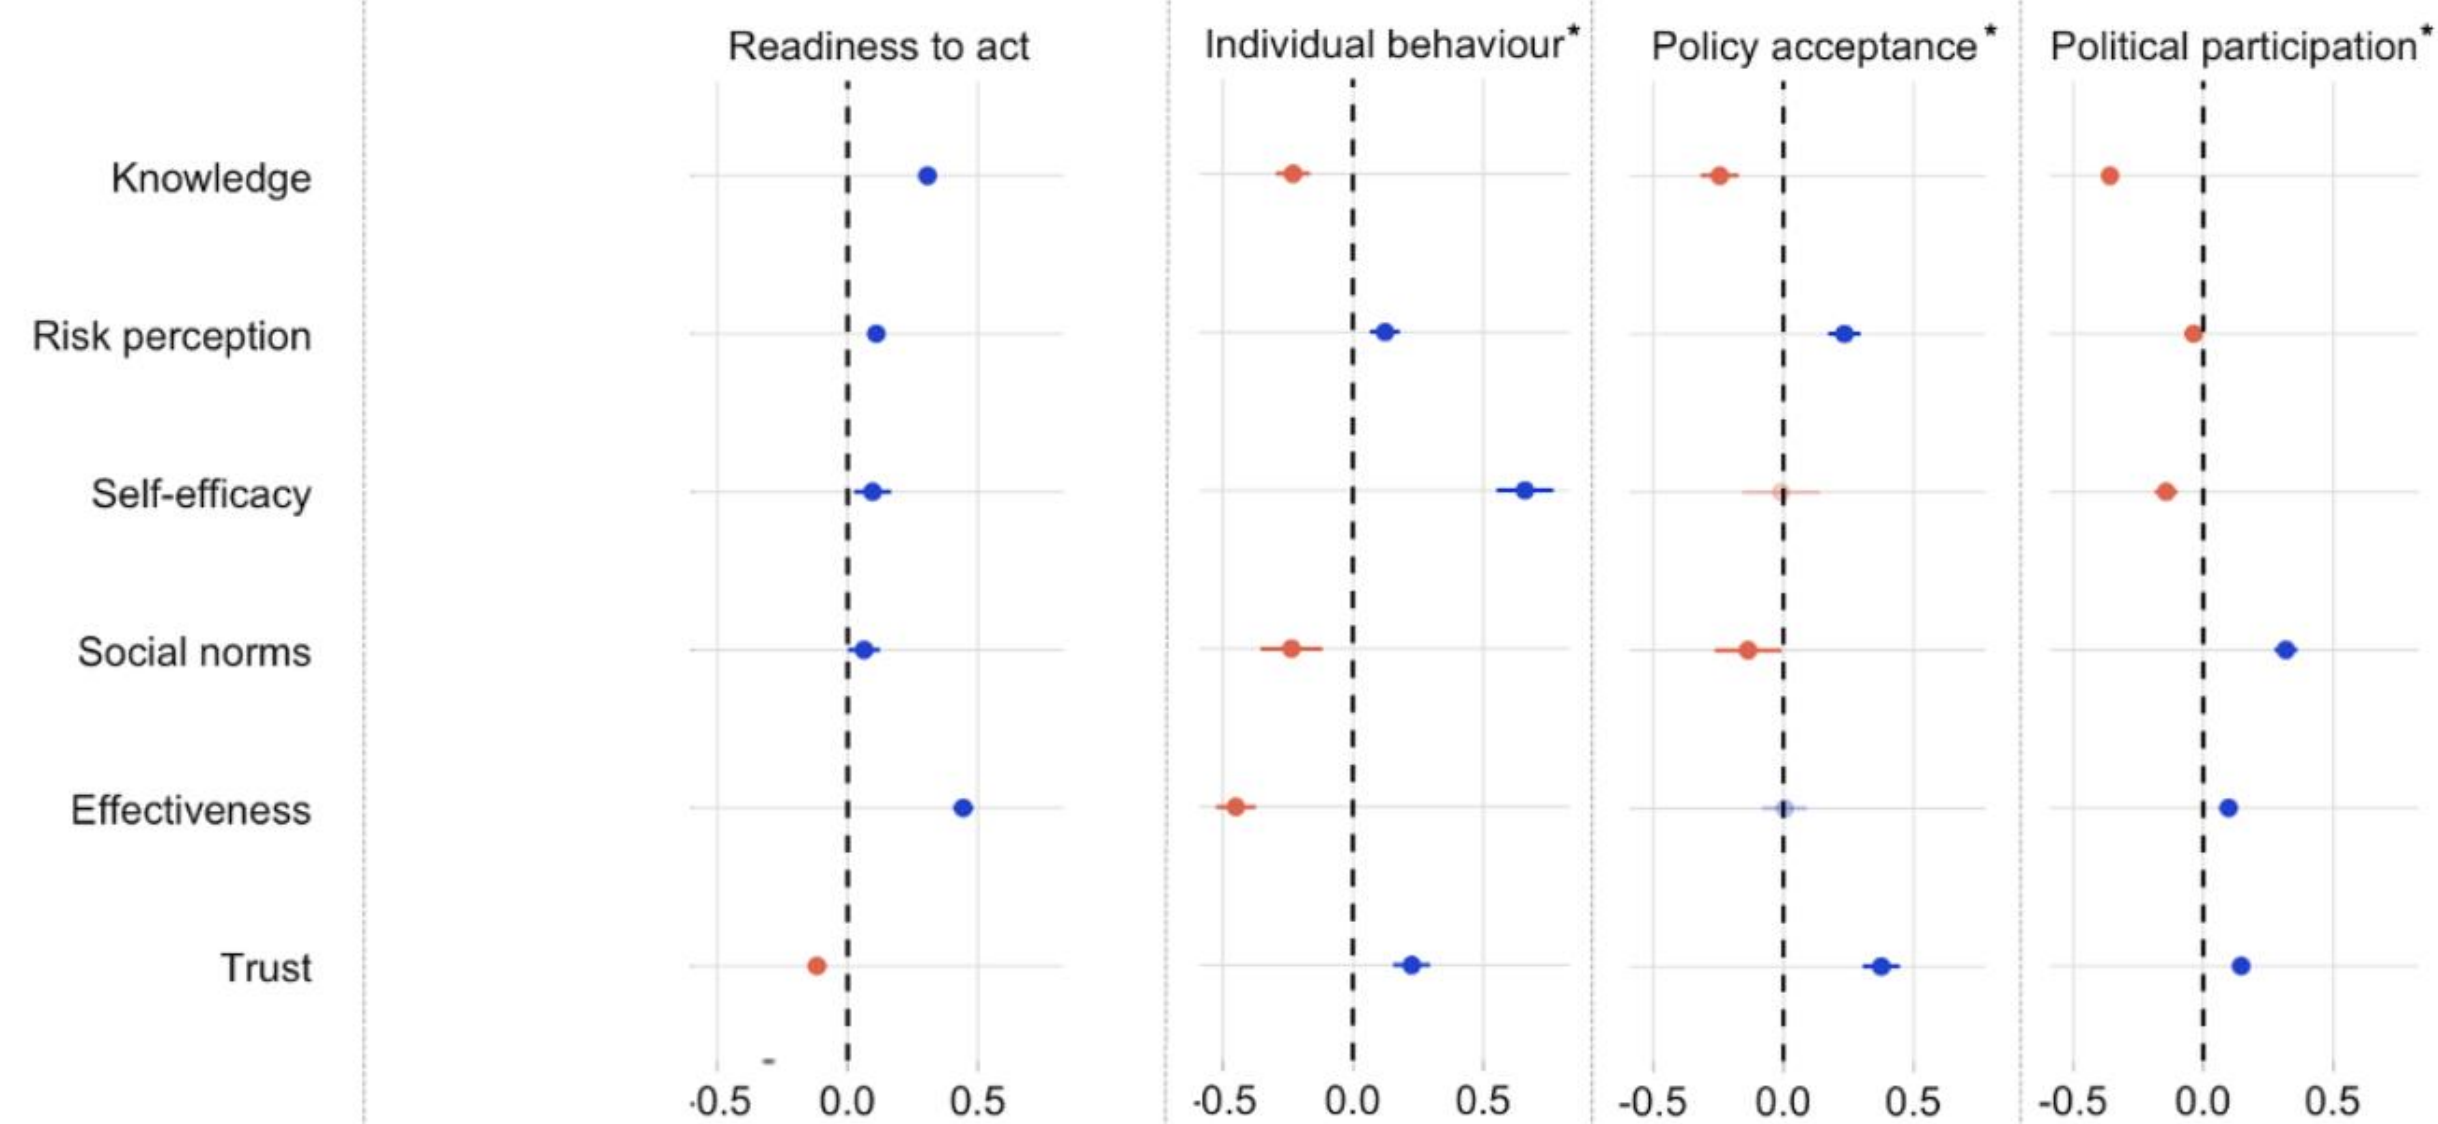 Readiness to act Individual behaviour* Policy acceptance* Political participation*
Knowledge
Risk perception
Self-efficacy
Social norms
Effectiveness
Trust
-0.5 0.0 0.5 -0.5 0.0 0.5 -0.5 0.0 0.5 -0.5 0.0 0.5